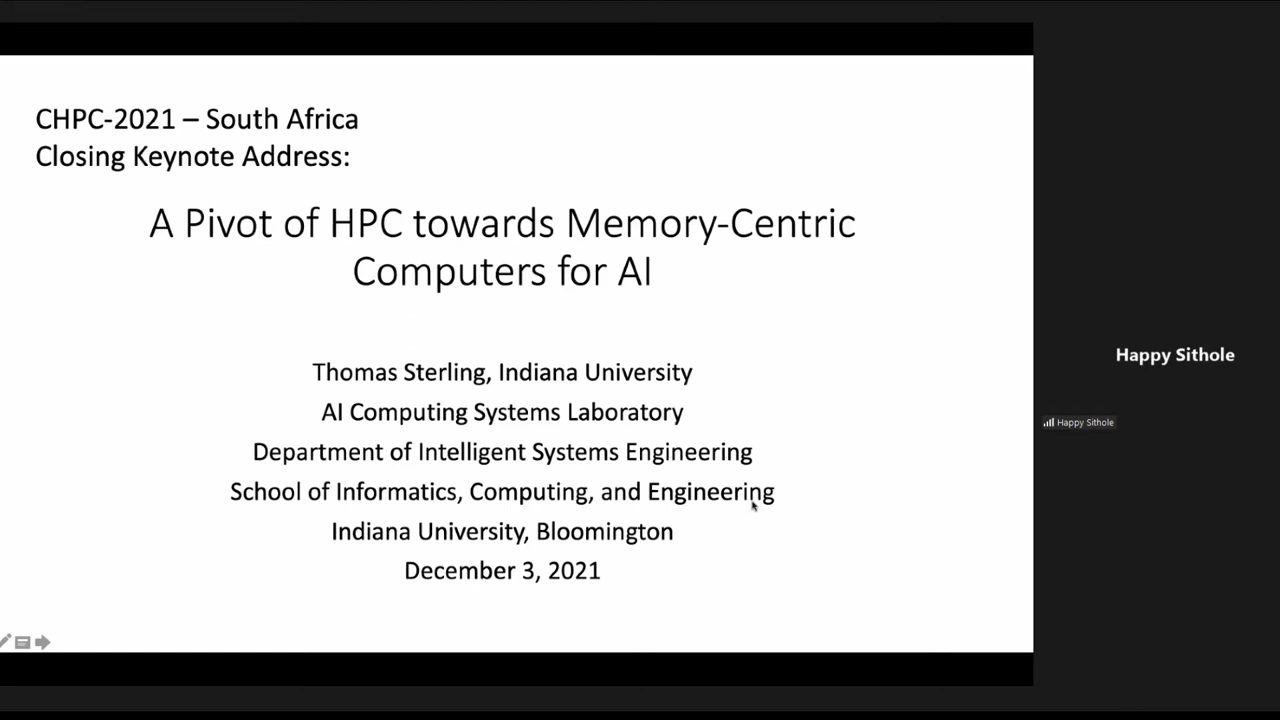 CHPC-2021 – South Africa
Closing Keynote Address:
A Pivot of HPC towards Memory-Centric
Computers for AI
Thomas Sterling, Indiana University
AI Computing Systems Laboratory
Department of Intelligent Systems Engineering
School of Informatics, Computing, and Engineering
Indiana University, Bloomington
December 3, 2021
Happy Sithole
Happy Sithole